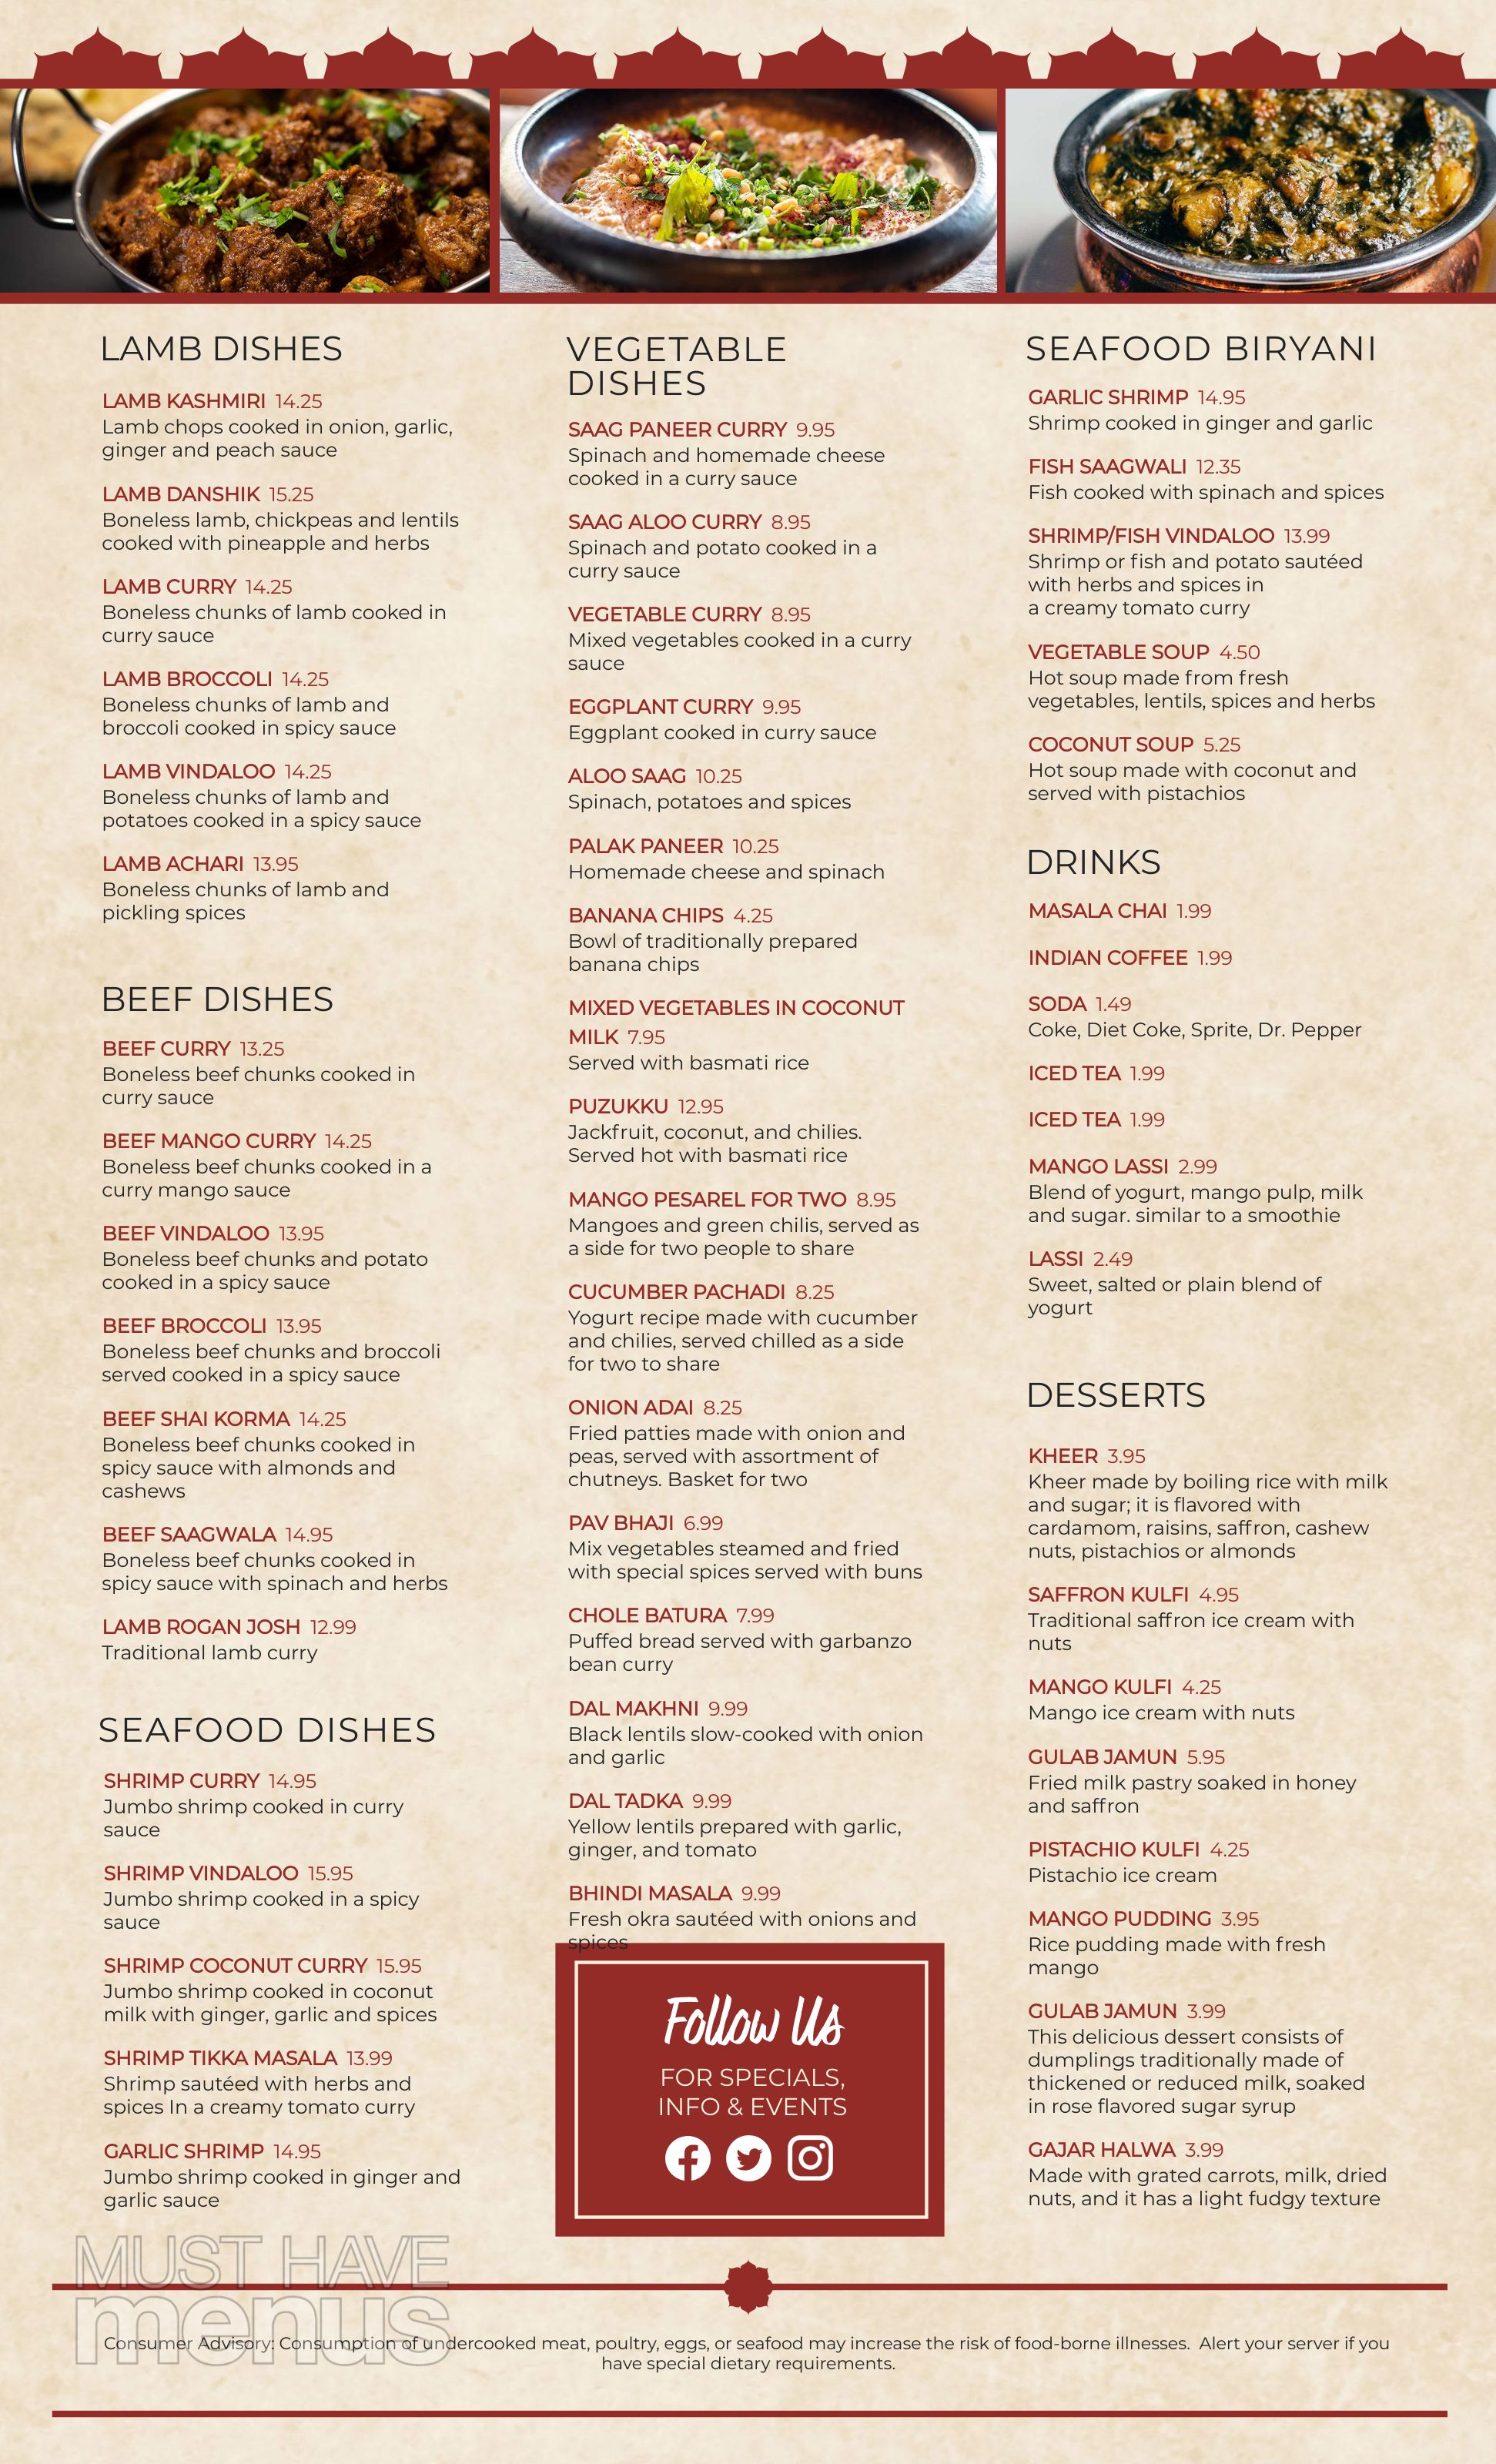 LAMB DISHES
LAMB KASHMIRI 14.25
Lamb chops cooked in onion, garlic,
ginger and peach sauce
LAMB DANSHIK 15.25
Boneless lamb, chickpeas and lentils
cooked with pineapple and herbs
LAMB CURRY 14.25
Boneless chunks of lamb cooked in
curry sauce
LAMB BROCCOLI 14.25
Boneless chunks of lamb and
broccoli cooked in spicy sauce
LAMB VINDALOO 14.25
Boneless chunks of lamb and
potatoes cooked in a spicy sauce
LAMB ACHARI 13.95
Boneless chunks of lamb and
pickling spices
BEEF DISHES
BEEF CURRY 13.25
Boneless beef chunks cooked in
curry sauce
BEEF MANGO CURRY 14.25
Boneless beef chunks cooked in a
curry mango sauce
BEEF VINDALOO 13.95
Boneless beef chunks and potato
cooked in a spicy sauce
BEEF BROCCOLI 13.95
Boneless beef chunks and broccoli
served cooked in a spicy sauce
BEEF SHAI KORMA 14.25
Boneless beef chunks cooked in
spicy sauce with almonds and
cashews
BEEF SAAGWALA 14.95
Boneless beef chunks cooked in
spicy sauce with spinach and herbs
LAMB ROGAN JOSH 12.99
Traditional lamb curry
SEAFOOD DISHES
SHRIMP CURRY 14.95
Jumbo shrimp cooked in curry
sauce
SHRIMP VINDALOO 15.95
Jumbo shrimp cooked in a spicy
sauce
SHRIMP COCONUT CURRY 15.95
Jumbo shrimp cooked in coconut
milk with ginger, garlic and spices
SHRIMP TIKKA MASALA 13.99
Shrimp sautéed with herbs and
spices In a creamy tomato curry
GARLIC SHRIMP 14.95
Jumbo shrimp cooked in ginger and
garlic sauce
VEGETABLE
DISHES
SAAG PANEER CURRY 9.95
Spinach and homemade cheese
cooked in a curry sauce
SAAG ALOO CURRY 8.95
Spinach and potato cooked in a
curry sauce
VEGETABLE CURRY 8.95
Mixed vegetables cooked in a curry
sauce
EGGPLANT CURRY 9.95
Eggplant cooked in curry sauce
ALOO SAAG 10.25
Spinach, potatoes and spices
PALAK PANEER 10.25
Homemade cheese and spinach
BANANA CHIPS 4.25
Bowl of traditionally prepared
banana chips
MIXED VEGETABLES IN COCONUT
MILK 7.95
Served with basmati rice
PUZUKKU 12.95
Jackfruit, coconut, and chilies.
Served hot with basmati rice
MANGO PESAREL FOR TWO 8.95
Mangoes and green chilis, served as
a side for two people to share
CUCUMBER PACHADI 8.25
Yogurt recipe made with cucumber
and chilies, served chilled as a side
for two to share
ONION ADAI 8.25
Fried patties made with onion and
peas, served with assortment of
chutneys. Basket for two
PAV BHAJI 6.99
Mix vegetables steamed and fried
with special spices served with buns
CHOLE BATURA 7.99
Puffed bread served with garbanzo
bean curry
DAL MAKHNI 9.99
Black lentils slow-cooked with onion
and garlic
DAL TADKA 9.99
Yellow lentils prepared with garlic,
ginger, and tomato
BHINDI MASALA 9.99
Fresh okra sautéed with onions and
spices
Follow Us
FOR SPECIALS,
INFO & EVENTS
SEAFOOD BIRYANI
GARLIC SHRIMP 14.95
Shrimp cooked in ginger and garlic
FISH SAAGWALI 12.35
Fish cooked with spinach and spices
SHRIMP/FISH VINDALOO 13.99
Shrimp or fish and potato sautéed
with herbs and spices in
a creamy tomato curry
VEGETABLE SOUP 4.50
Hot soup made from fresh
vegetables, lentils, spices and herbs
COCONUT SOUP 5.25
Hot soup made with coconut and
served with pistachios
DRINKS
MASALA CHAI 1.99
INDIAN COFFEE 1.99
SODA 1.49
Coke, Diet Coke, Sprite, Dr. Pepper
ICED TEA 1.99
ICED TEA 1.99
MANGO LASSI 2.99
Blend of yogurt, mango pulp, milk
and sugar. similar to a smoothie
LASSI 2.49
Sweet, salted or plain blend of
yogurt
DESSERTS
KHEER 3.95
Kheer made by boiling rice with milk
and sugar; it is flavored with
cardamom, raisins, saffron, cashew
nuts, pistachios or almonds
SAFFRON KULFI 4.95
Traditional saffron ice cream with
nuts
MANGO KULFI 4.25
Mango ice cream with nuts
GULAB JAMUN 5.95
Fried milk pastry soaked in honey
and saffron
PISTACHIO KULFI 4.25
Pistachio ice cream
MANGO PUDDING 3.95
Rice pudding made with fresh
mango
GULAB JAMUN 3.99
This delicious dessert consists of
dumplings traditionally made of
thickened or reduced milk, soaked
in rose flavored sugar syrup
GAJAR HALWA 3.99
Made with grated carrots, milk, dried
nuts, and it has a light fudgy texture
MUST HAVE
menus
Consumer Advisory: Consumption of undercooked meat, poultry, eggs, or seafood may increase the risk of food-borne illnesses. Alert your server if you
have special dietary requirements.